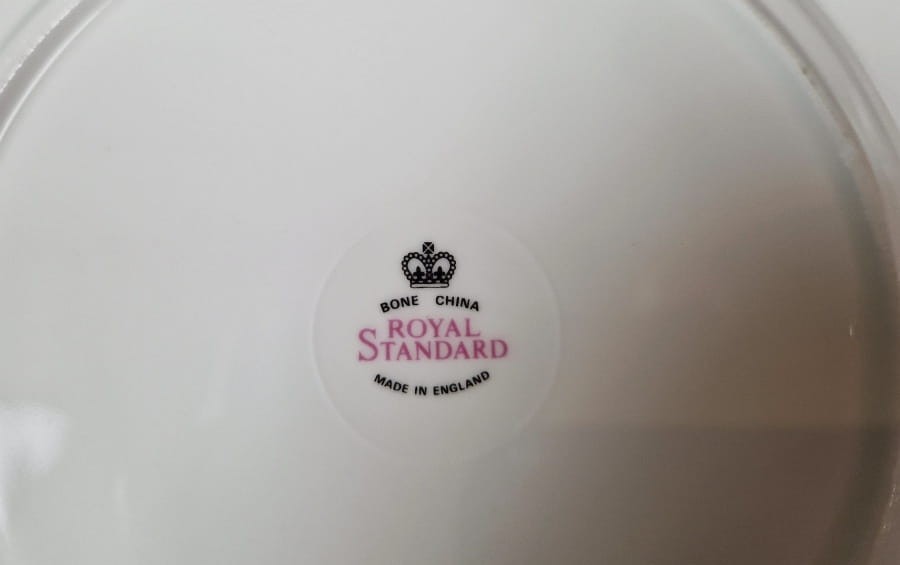 BONE CHINA
ROYAL
STANDARD
MADE IN ENGLAND